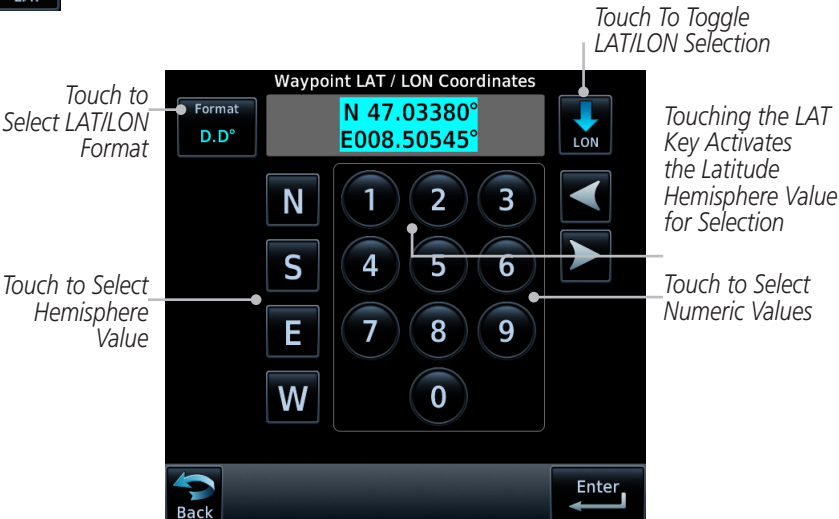 LAT
Touch To Toggle
LAT/LON Selection
Waypoint LAT / LON Coordinates
Touch to
Select LAT/LON
Format
Format
D.D°
N 47.03380°
E008.50545°
LON
Touching the LAT
Key Activates
the Latitude
Hemisphere Value
for Selection
N
1
2
3
S
4
5
6
Touch to Select
Hemisphere
Value
Touch to Select
Numeric Values
E
7
8
9
W
0
Back
Enter